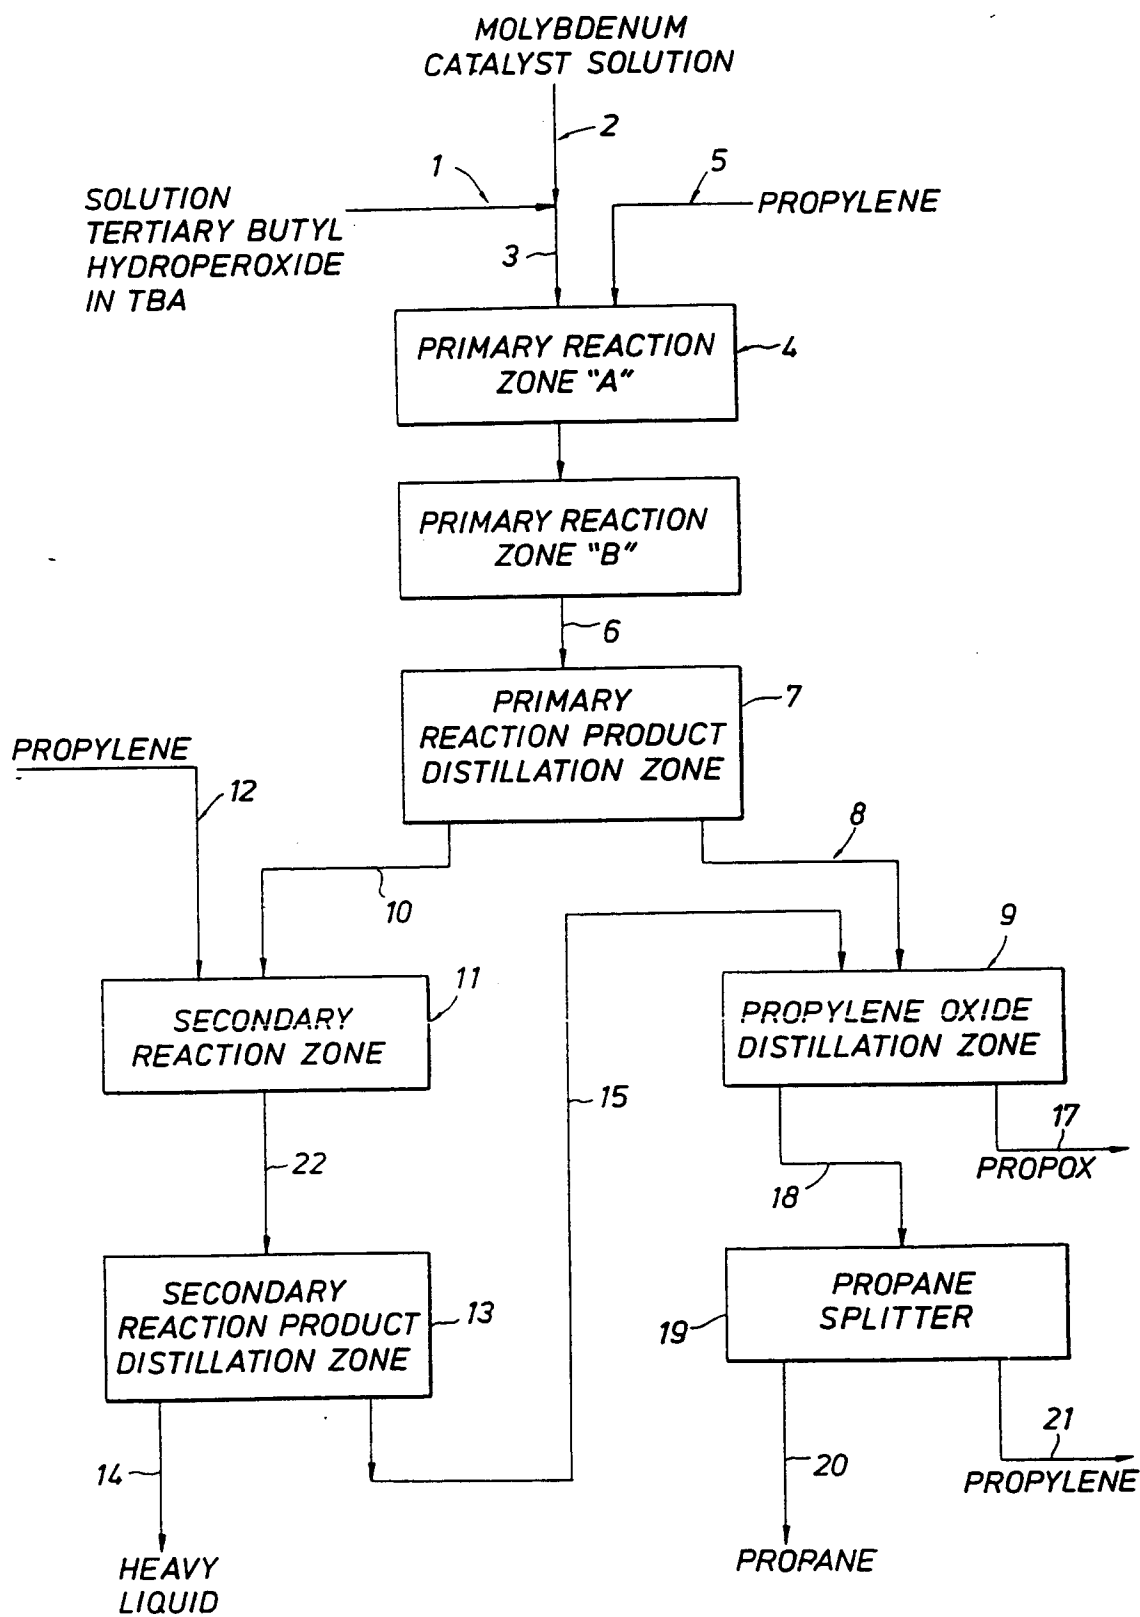 MOLYBDENUM
CATALYST SOLUTION
2
1
5
SOLUTION
TERTIARY BUTYL
HYDROPEROXIDE
IN TBA
PROPYLENE
3
PRIMARY REACTION
ZONE "A"
4
PRIMARY REACTION
ZONE "B"
6
PRIMARY
REACTION PRODUCT
DISTILLATION ZONE
7
PROPYLENE
12
8
10
9
SECONDARY
REACTION ZONE
11
PROPYLENE OXIDE
DISTILLATION ZONE
15
17
PROPOX
22
18
SECONDARY
REACTION PRODUCT
DISTILLATION ZONE
13
PROPANE
SPLITTER
19
14
20
21
PROPYLENE
HEAVY
LIQUID
PROPANE